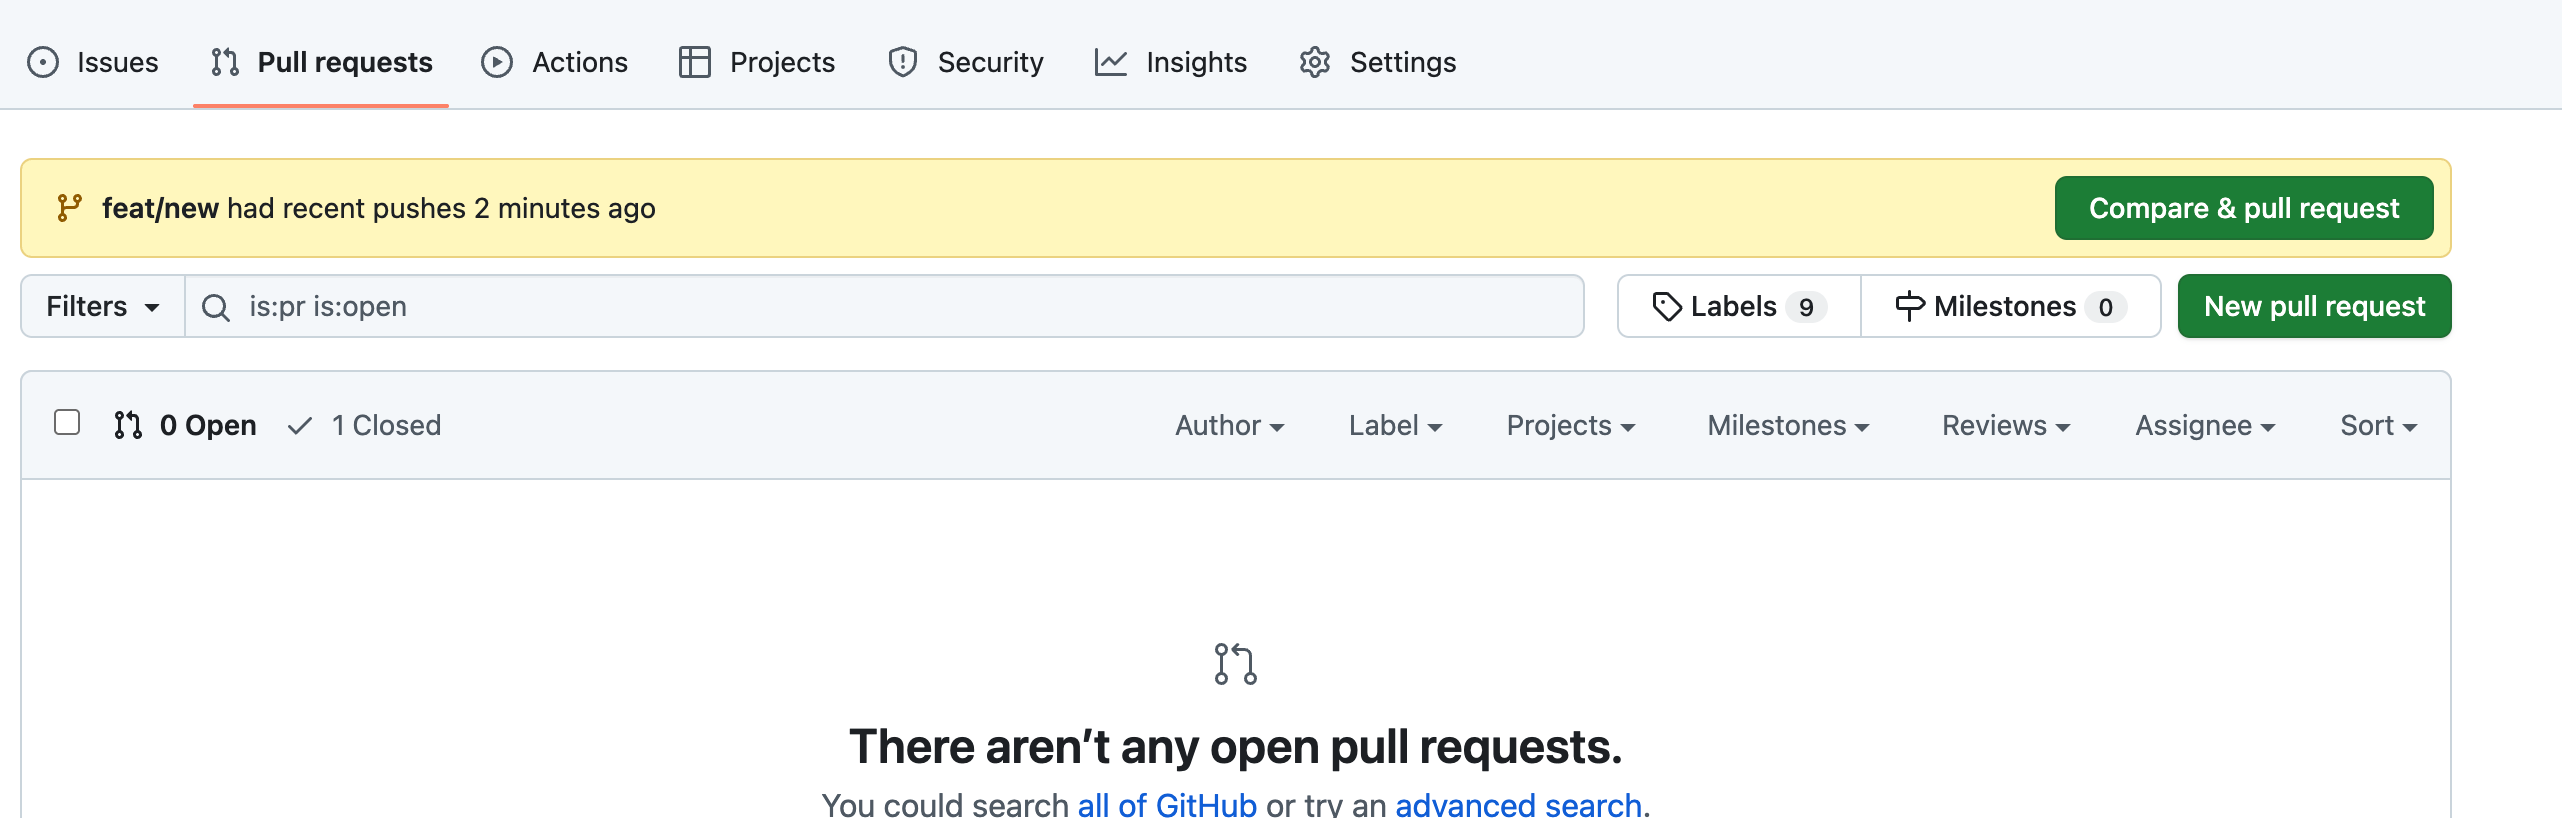 Issues Pull requests Actions Projects Security Insights Settings
feat/new had recent pushes 2 minutes ago Compare & pull request
Filters is:pr is:open Labels 9 Milestones 0 New pull request
0 Open 1 Closed Author Label Projects Milestones Reviews Assignee Sort
There aren’t any open pull requests.
You could search all of GitHub or try an advanced search.